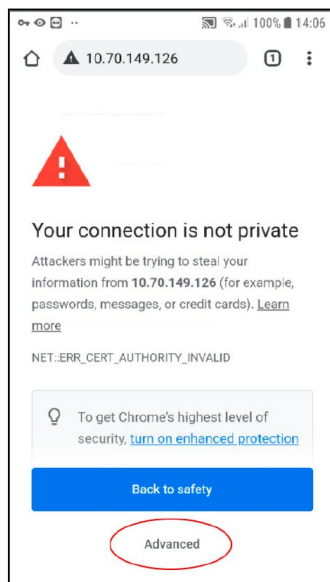 100% 14:06
10.70.149.126 1
Your connection is not private
Attackers might be trying to steal your
information from 10.70.149.126 (for example,
passwords, messages, or credit cards). Learn
more
NET::ERR_CERT_AUTHORITY_INVALID
To get Chrome's highest level of
security, turn on enhanced protection
Back to safety
Advanced